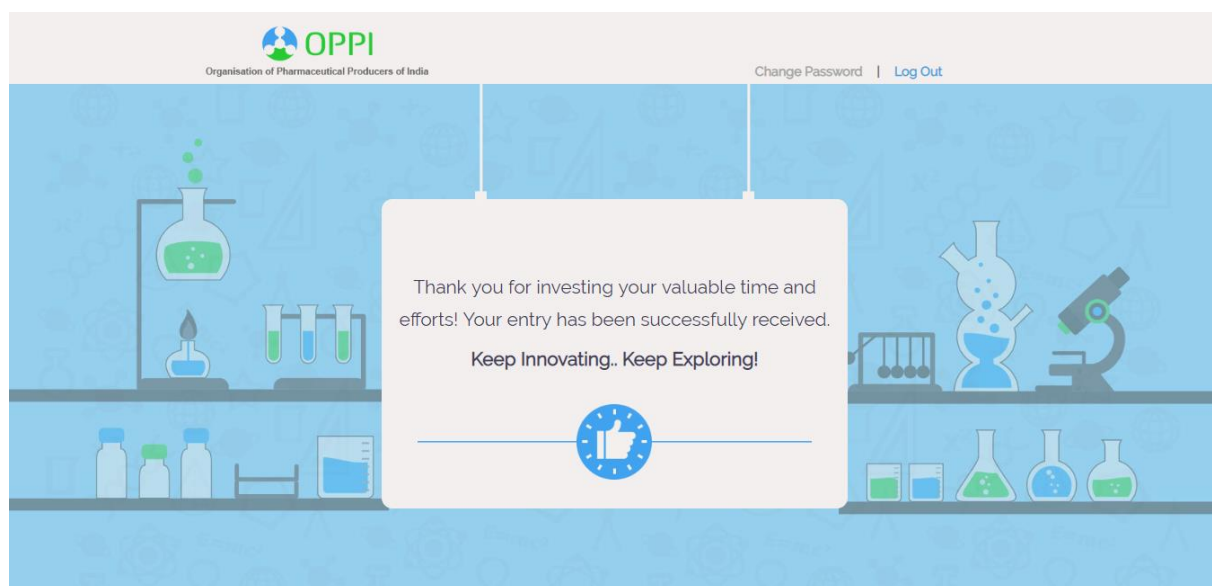 OPPI
Organisation of Pharmaceutical Producers of India
Change Password | Log Out
Thank you for investing your valuable time and
efforts! Your entry has been successfully received.
Keep Innovating.. Keep Exploring!